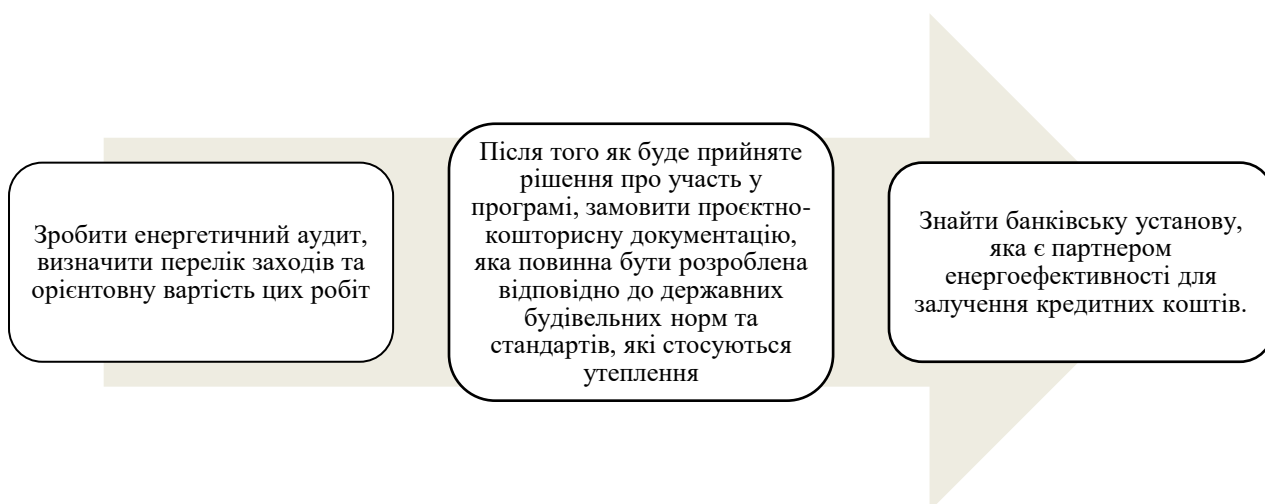 Зробити енергетичний аудит,
визначити перелік заходів та
орієнтовну вартість цих робіт
Після того як буде прийняте
рішення про участь у
програмі, замовити проєктно-
кошторисну документацію,
яка повинна бути розроблена
відповідно до державних
будівельних норм та
стандартів, які стосуються
утеплення
Знайти банківську установу,
яка є партнером
енергоефективності для
залучення кредитних коштів.